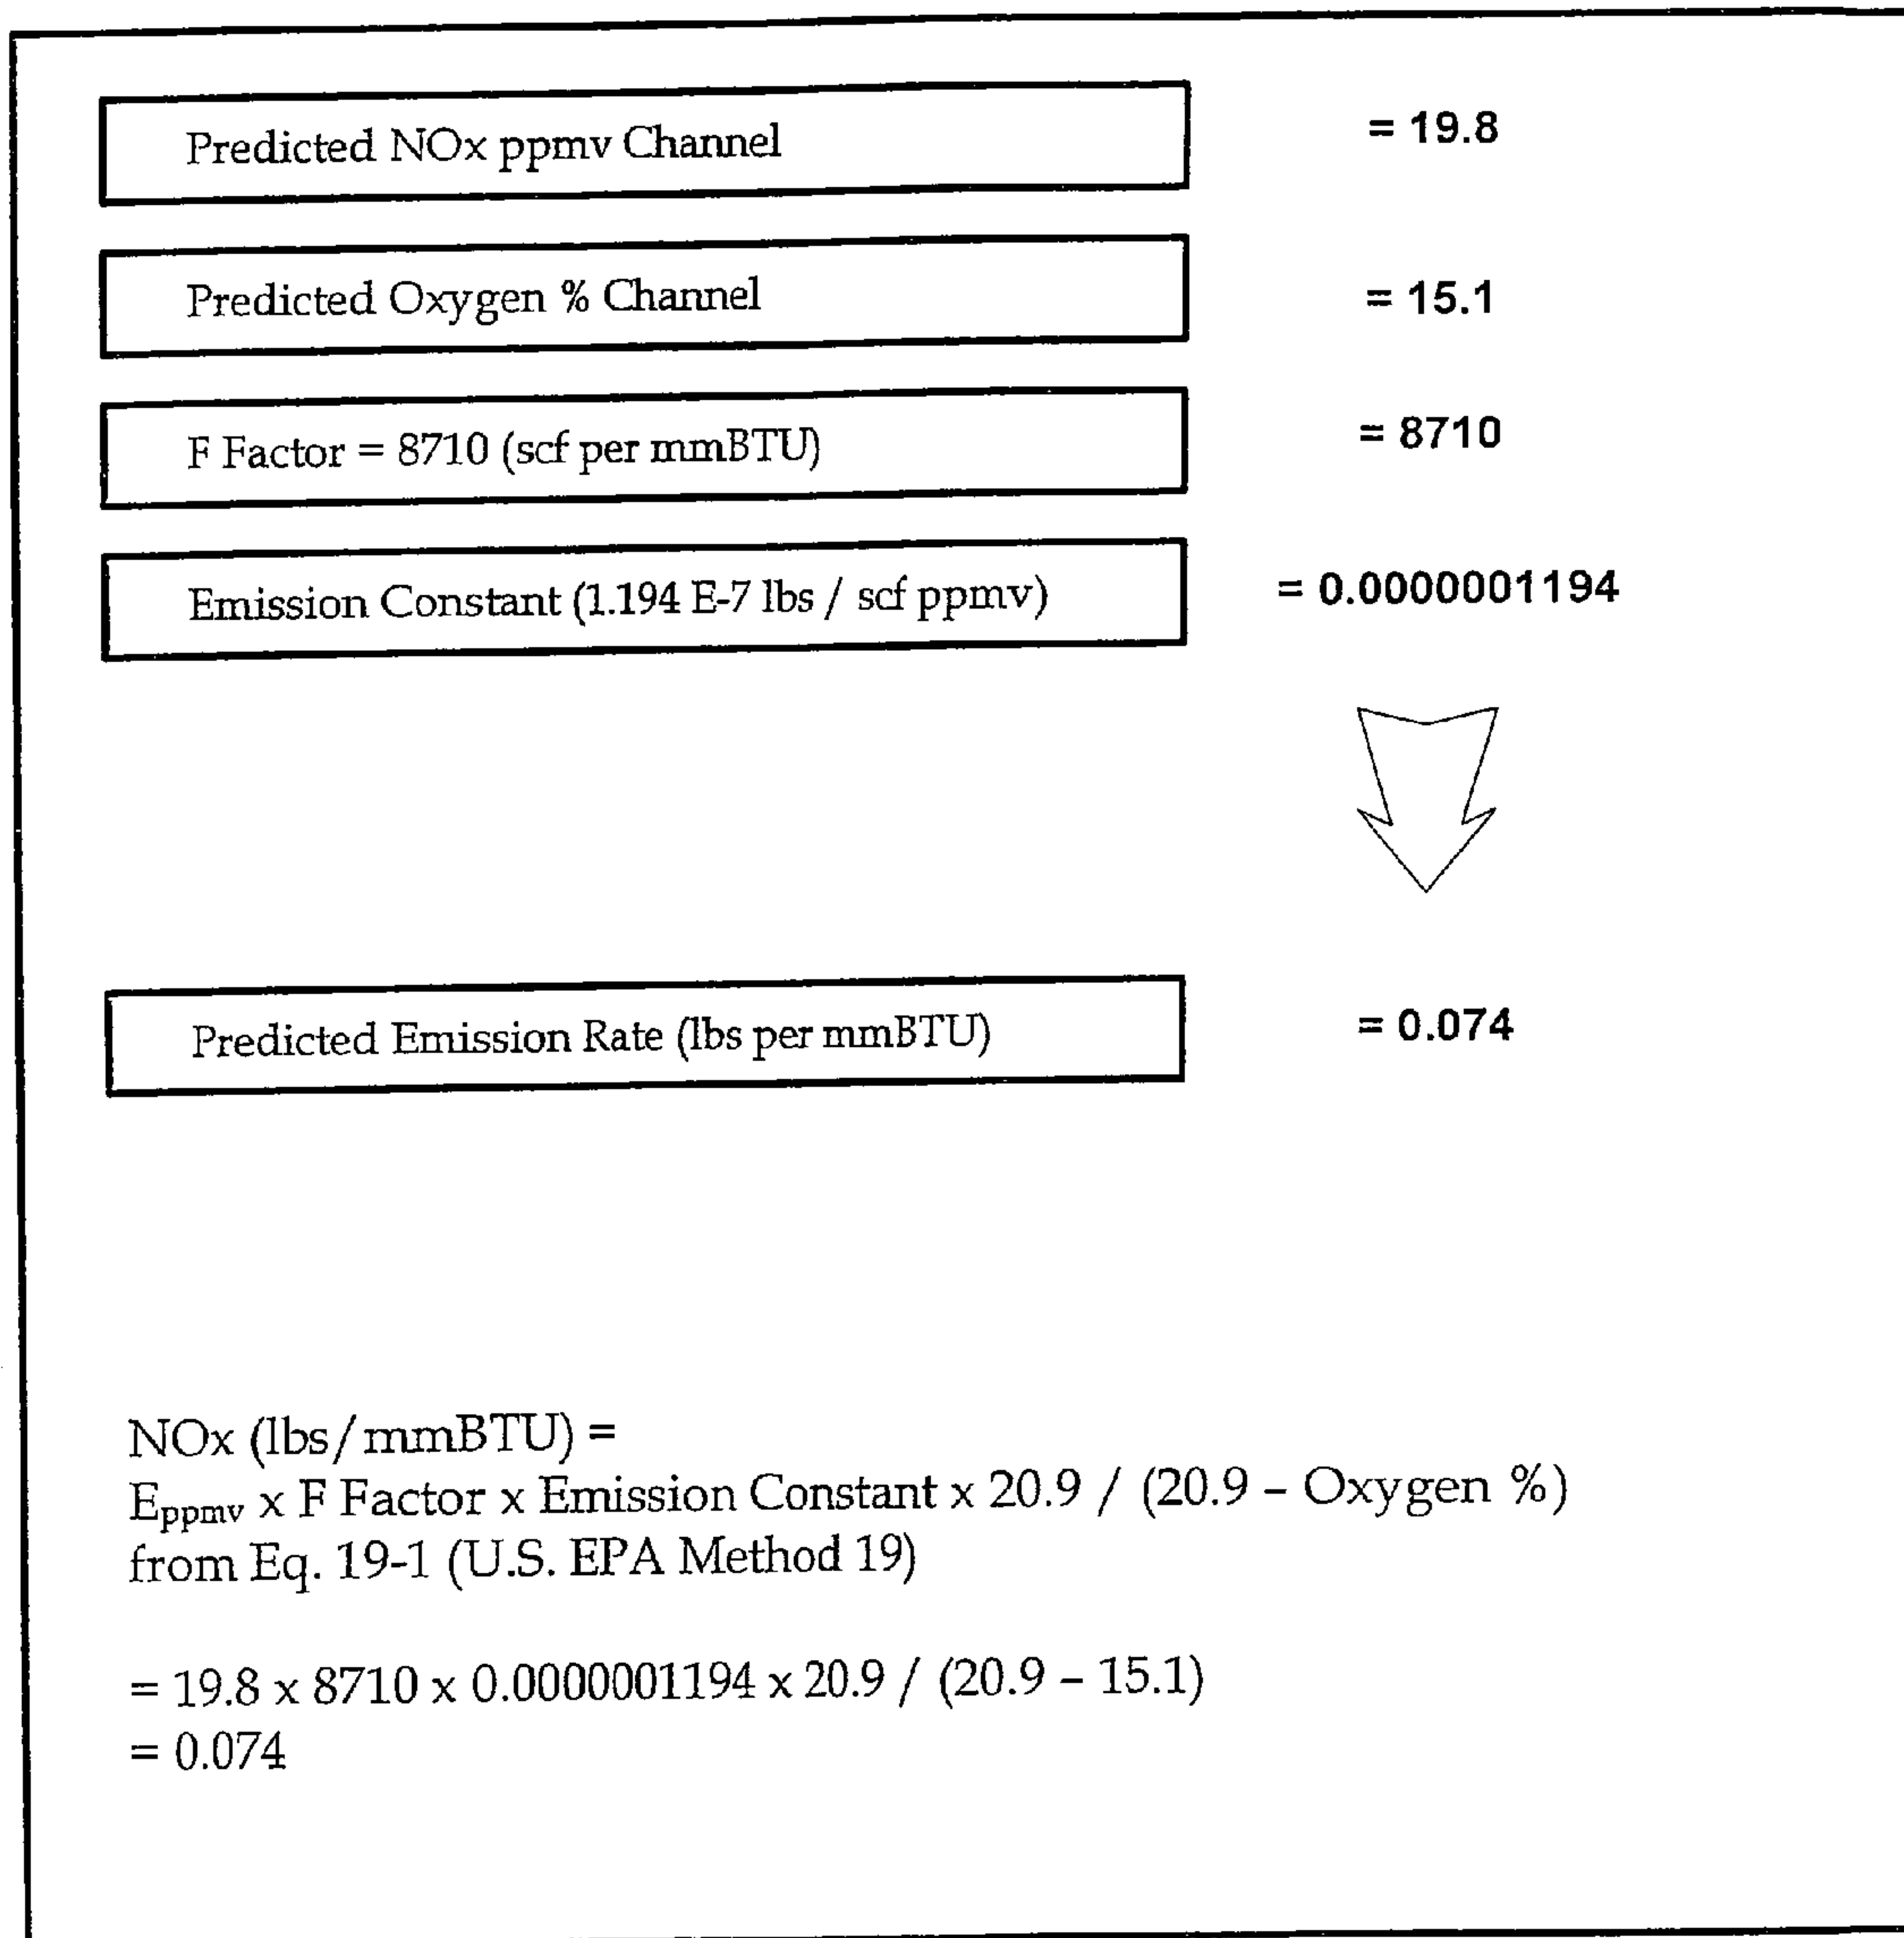 Predicted NOx ppmv Channel = 19.8
Predicted Oxygen % Channel = 15.1
F Factor = 8710 (scf per mmBTU) = 8710
Emission Constant (1.194 E-7 lbs / scf ppmv) = 0.0000001194
Predicted Emission Rate (lbs per mmBTU) = 0.074
NOx (lbs/mmBTU) =
Eppmv x F Factor x Emission Constant x 20.9 / (20.9 – Oxygen %)
from Eq. 19-1 (U.S. EPA Method 19)
= 19.8 x 8710 x 0.0000001194 x 20.9 / (20.9 – 15.1)
= 0.074